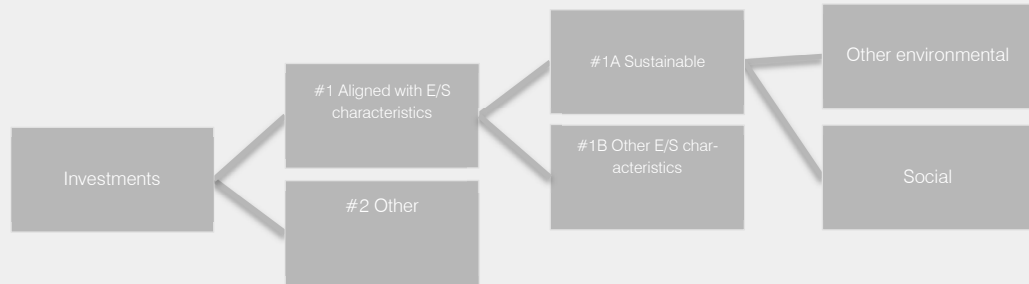 Investments
#1 Aligned with E/S
characteristics
#2 Other
#1A Sustainable
#1B Other E/S char-
acteristics
Other environmental
Social